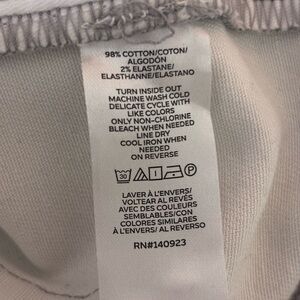 98% COTTON/COTON/
ALGODÓN
2% ELASTANE/
ELASTHANNE/ELASTANO
TURN INSIDE OUT
MACHINE WASH COLD
DELICATE CYCLE WITH
LIKE COLORS
ONLY NON-CHLORINE
BLEACH WHEN NEEDED
LINE DRY
COOL IRON WHEN
NEEDED
ON REVERSE
30 P
LAVER À L'ENVERS/
VOLTEAR AL REVÉS
AVEC DES COULEURS
SEMBLABLES/CON
COLORES SIMILARES
À L'ENVERS/AL REVERSO
RN#140923